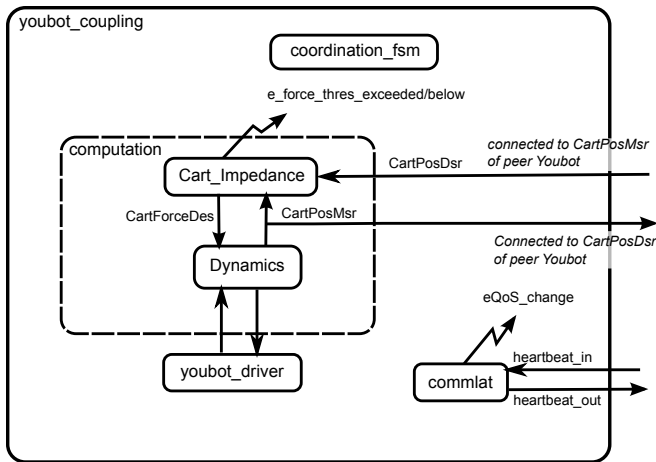 youbot_coupling
coordination_fsm
e_force_thres_exceeded/below
computation
connected to CartPosMsr
of peer Youbot
CartPosDsr
Cart_Impedance
CartForceDes
CartPosMsr
Connected to CartPosDsr
of peer Youbot
Dynamics
eQoS_change
youbot_driver
heartbeat_in
commlat
heartbeat_out